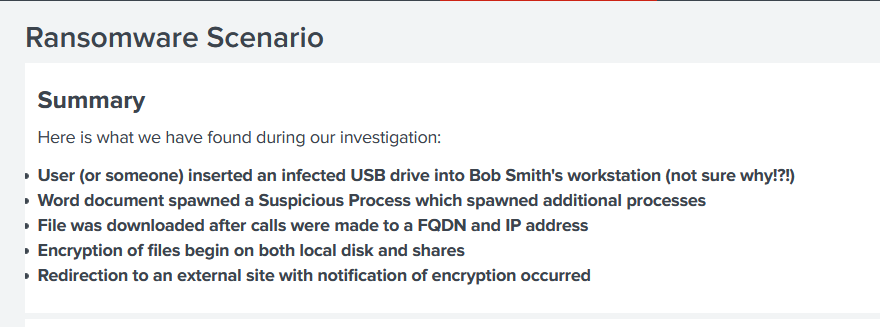 Ransomware Scenario
Summary
Here is what we have found during our investigation:
• User (or someone) inserted an infected USB drive into Bob Smith's workstation (not sure why!?!)
• Word document spawned a Suspicious Process which spawned additional processes
• File was downloaded after calls were made to a FQDN and IP address
• Encryption of files begin on both local disk and shares
• Redirection to an external site with notification of encryption occurred